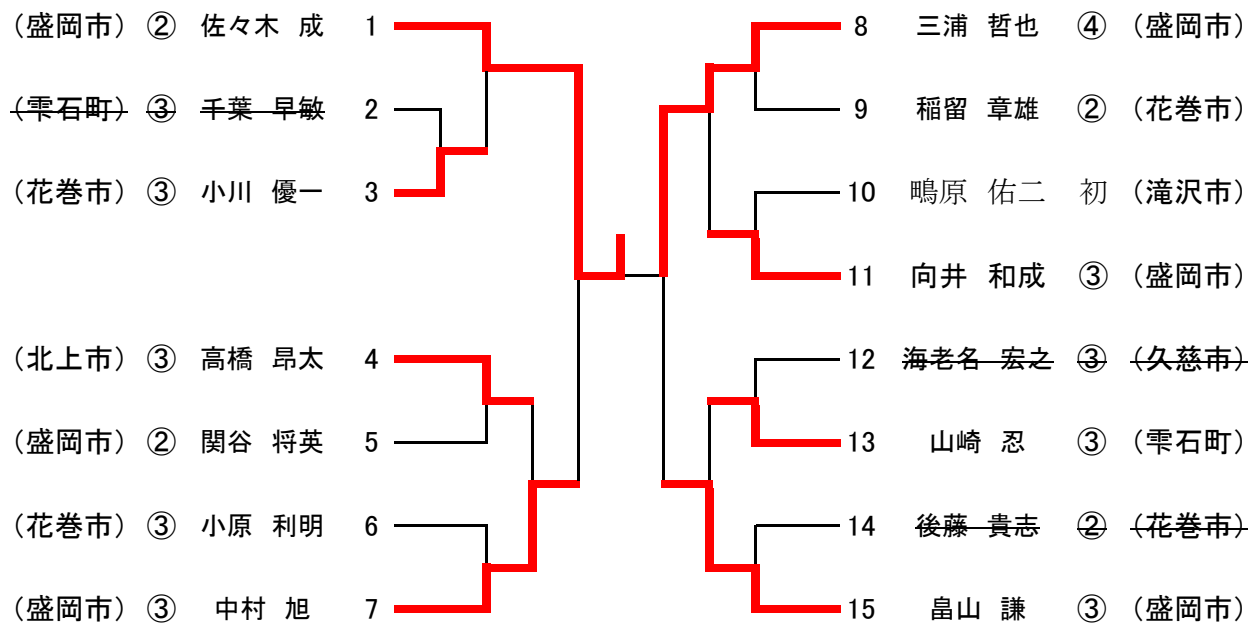 （盛岡市） ② 佐々木 成 1
（雫石町） ③ 千葉 早敏 2
（花巻市） ③ 小川 優一 3
（北上市） ③ 高橋 昂太 4
（盛岡市） ② 関谷 将英 5
（花巻市） ③ 小原 利明 6
（盛岡市） ③ 中村 旭 7
8 三浦 哲也 ④ （盛岡市）
9 稲留 章雄 ② （花巻市）
10 鴫原 佑二 初 （滝沢市）
11 向井 和成 ③ （盛岡市）
12 海老名 宏之 ③ （久慈市）
13 山崎 忍 ③ （雫石町）
14 後藤 貴志 ② （花巻市）
15 畠山 謙 ③ （盛岡市）